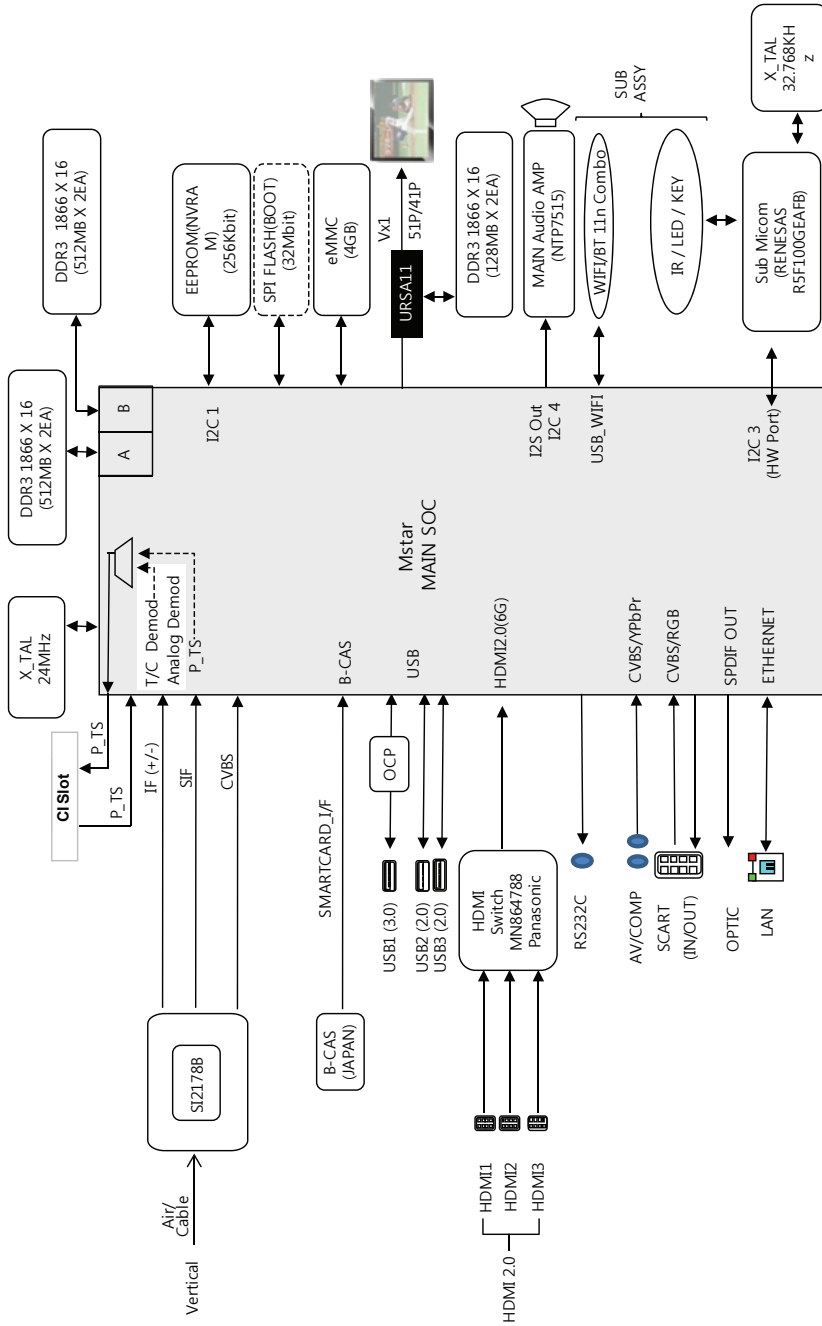 X_TAL
24MHz
DDR3 1866 X 16
(512MB X 2EA)
DDR3 1866 X 16
(512MB X 2EA)
A
B
CI Slot
P_TS
P_TS
Vertical
Air/
Cable
SI2178B
IF (+/-)
SIF
CVBS
T/C Demod
Analog Demod
P_TS
B-CAS
(JAPAN)
SMARTCARD_I/F
B-CAS
USB1 (3.0)
USB2 (2.0)
USB3 (2.0)
OCP
USB
HDMI 2.0
HDMI1
HDMI2
HDMI3
HDMI
Switch
MN864788
Panasonic
HDMI2.0(6G)
RS232C
AV/COMP
CVBS/YPbPr
SCART
(IN/OUT)
CVBS/RGB
OPTIC
SPDIF OUT
LAN
ETHERNET
Mstar
MAIN SOC
I2C 1
EEPROM(NVRA
M)
(256Kbit)
SPI FLASH(BOOT)
(32Mbit)
eMMC
(4GB)
URSA11
Vx1
51P/41P
DDR3 1866 X 16
(128MB X 2EA)
I2S Out
I2C 4
MAIN Audio AMP
(NTP7515)
USB_WIFI
WIFI/BT 11n Combo
SUB
ASSY
IR / LED / KEY
I2C 3
(HW Port)
Sub Micom
(RENESAS
R5F100GEAFB)
X_TAL
32.768KH
z